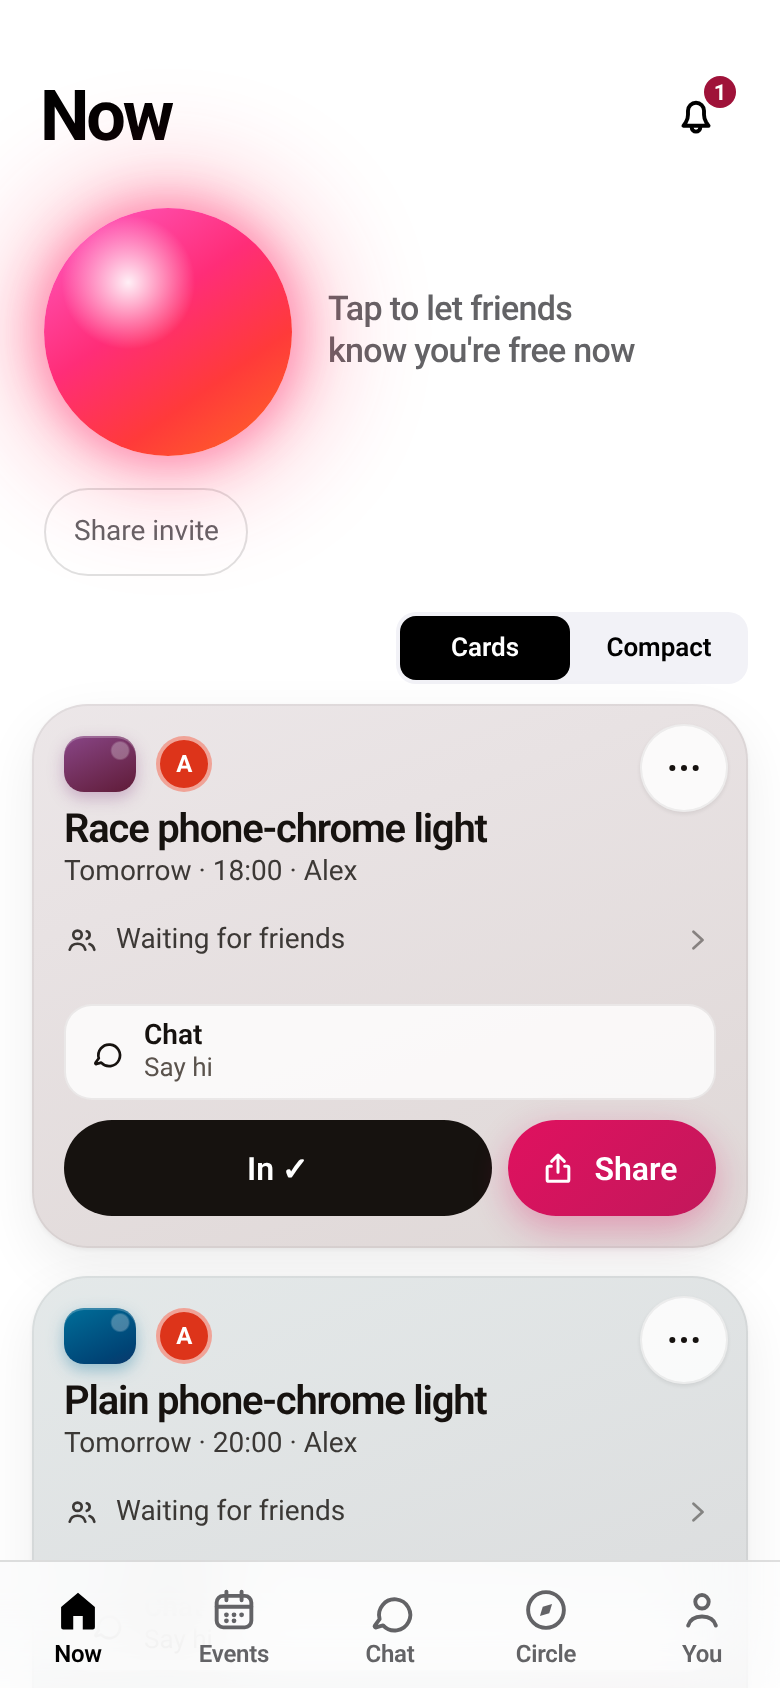 Now
1
Tap to let friends
know you're free now
Share invite
Cards
Compact
A
Race phone-chrome light
Tomorrow · 18:00 · Alex
Waiting for friends
Chat
Say hi
In ✓
Share
A
Plain phone-chrome light
Tomorrow · 20:00 · Alex
Waiting for friends
Say hi
Now
Events
Chat
Circle
You